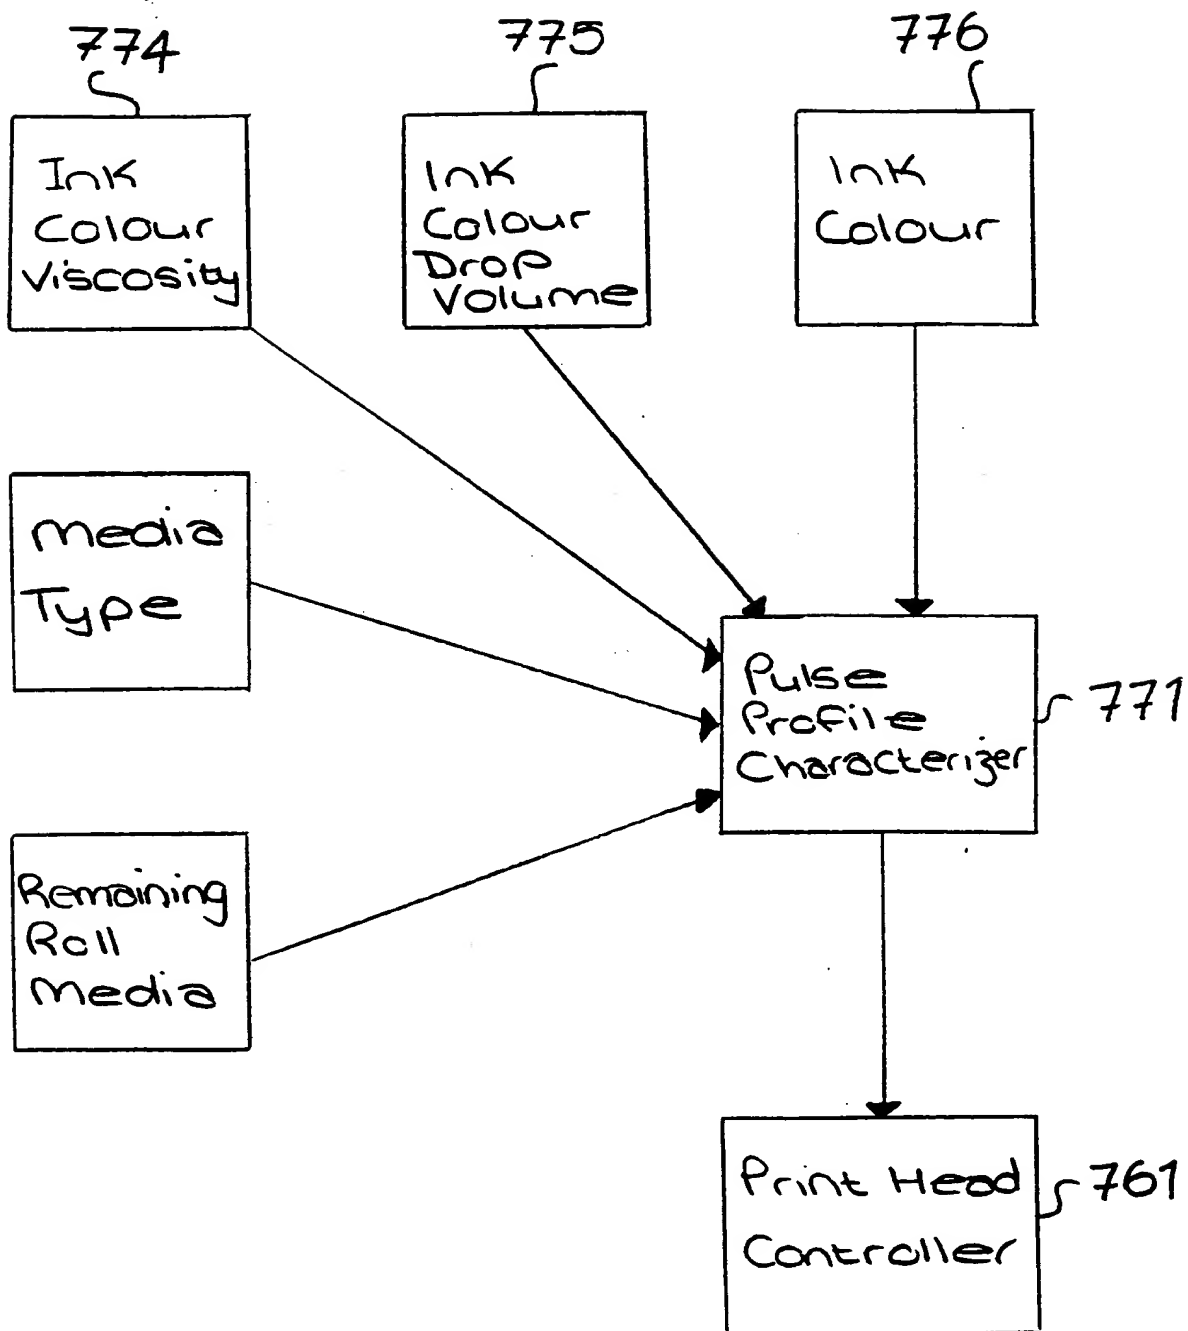 774
775
776
Ink
Colour
Viscosity
Ink
Colour
Drop
Volume
Ink
Colour
Media
Type
Pulse
Profile
Characterizer
771
Remaining
Roll
Media
Print Head
Controller
761